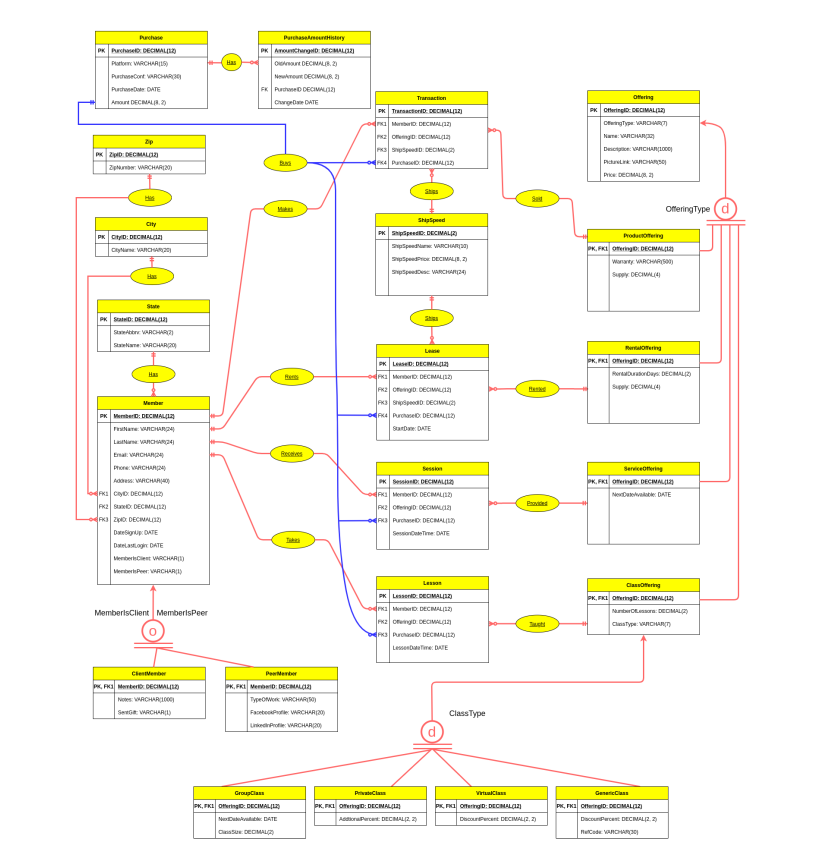 Purchase
PK PurchaseID: DECIMAL(12)
Platform: VARCHAR(15)
PurchaseConf: VARCHAR(30)
PurchaseDate: DATE
Amount DECIMAL(8, 2)
Has
PurchaseAmountHistory
PK AmountChangeID: DECIMAL(12)
OldAmount DECIMAL(8, 2)
NewAmount DECIMAL(8, 2)
FK PurchaseID DECIMAL(12)
ChangeDate DATE
Transaction
PK TransactionID: DECIMAL(12)
FK1 MemberID: DECIMAL(12)
FK2 OfferingID: DECIMAL(12)
FK3 ShipSpeedID: DECIMAL(2)
FK4 PurchaseID: DECIMAL(12)
Offering
PK OfferingID: DECIMAL(12)
OfferingType: VARCHAR(7)
Name: VARCHAR(32)
Description: VARCHAR(1000)
PictureLink: VARCHAR(50)
Price: DECIMAL(8, 2)
Zip
PK ZipID: DECIMAL(12)
ZipNumber: VARCHAR(20)
Buys
Has
Makes
Ships
Sold
OfferingType
d
City
PK CityID: DECIMAL(12)
CityName: VARCHAR(20)
Has
ShipSpeed
PK ShipSpeedID: DECIMAL(2)
ShipSpeedName: VARCHAR(10)
ShipSpeedPrice: DECIMAL(8, 2)
ShipSpeedDesc: VARCHAR(24)
ProductOffering
PK, FK1 OfferingID: DECIMAL(12)
Warranty: VARCHAR(500)
Supply: DECIMAL(4)
State
PK StateID: DECIMAL(12)
StateAbbrv: VARCHAR(2)
StateName: VARCHAR(20)
Has
Ships
Lease
PK LeaseID: DECIMAL(12)
FK1 MemberID: DECIMAL(12)
FK2 OfferingID: DECIMAL(12)
FK3 ShipSpeedID: DECIMAL(2)
FK4 PurchaseID: DECIMAL(12)
StartDate: DATE
Rents
Rented
RentalOffering
PK, FK1 OfferingID: DECIMAL(12)
RentalDurationDays: DECIMAL(2)
Supply: DECIMAL(4)
Member
PK MemberID: DECIMAL(12)
FirstName: VARCHAR(24)
LastName: VARCHAR(24)
Email: VARCHAR(24)
Phone: VARCHAR(24)
Address: VARCHAR(40)
FK1 CityID: DECIMAL(12)
FK2 StateID: DECIMAL(12)
FK3 ZipID: DECIMAL(12)
DateSignUp: DATE
DateLastLogin: DATE
MemberIsClient: VARCHAR(1)
MemberIsPeer: VARCHAR(1)
Receives
Session
PK SessionID: DECIMAL(12)
FK1 MemberID: DECIMAL(12)
FK2 OfferingID: DECIMAL(12)
FK3 PurchaseID: DECIMAL(12)
SessionDateTime: DATE
Provided
ServiceOffering
PK, FK1 OfferingID: DECIMAL(12)
NextDateAvailable: DATE
Takes
Lesson
PK LessonID: DECIMAL(12)
FK1 MemberID: DECIMAL(12)
FK2 OfferingID: DECIMAL(12)
FK3 PurchaseID: DECIMAL(12)
LessonDateTime: DATE
Taught
ClassOffering
PK, FK1 OfferingID: DECIMAL(12)
NumberOfLessons: DECIMAL(2)
ClassType: VARCHAR(7)
MemberIsClient MemberIsPeer
o
ClientMember
PK, FK1 MemberID: DECIMAL(12)
Notes: VARCHAR(1000)
SentGift: VARCHAR(1)
PeerMember
PK, FK1 MemberID: DECIMAL(12)
TypeOfWork: VARCHAR(50)
FacebookProfile: VARCHAR(20)
LinkedInProfile: VARCHAR(20)
ClassType
d
GroupClass
PK, FK1 OfferingID: DECIMAL(12)
NextDateAvailable: DATE
ClassSize: DECIMAL(2)
PrivateClass
PK, FK1 OfferingID: DECIMAL(12)
AdditionalPercent: DECIMAL(2, 2)
VirtualClass
PK, FK1 OfferingID: DECIMAL(12)
DiscountPercent: DECIMAL(2, 2)
GenericClass
PK, FK1 OfferingID: DECIMAL(12)
DiscountPercent: DECIMAL(2, 2)
RefCode: VARCHAR(30)